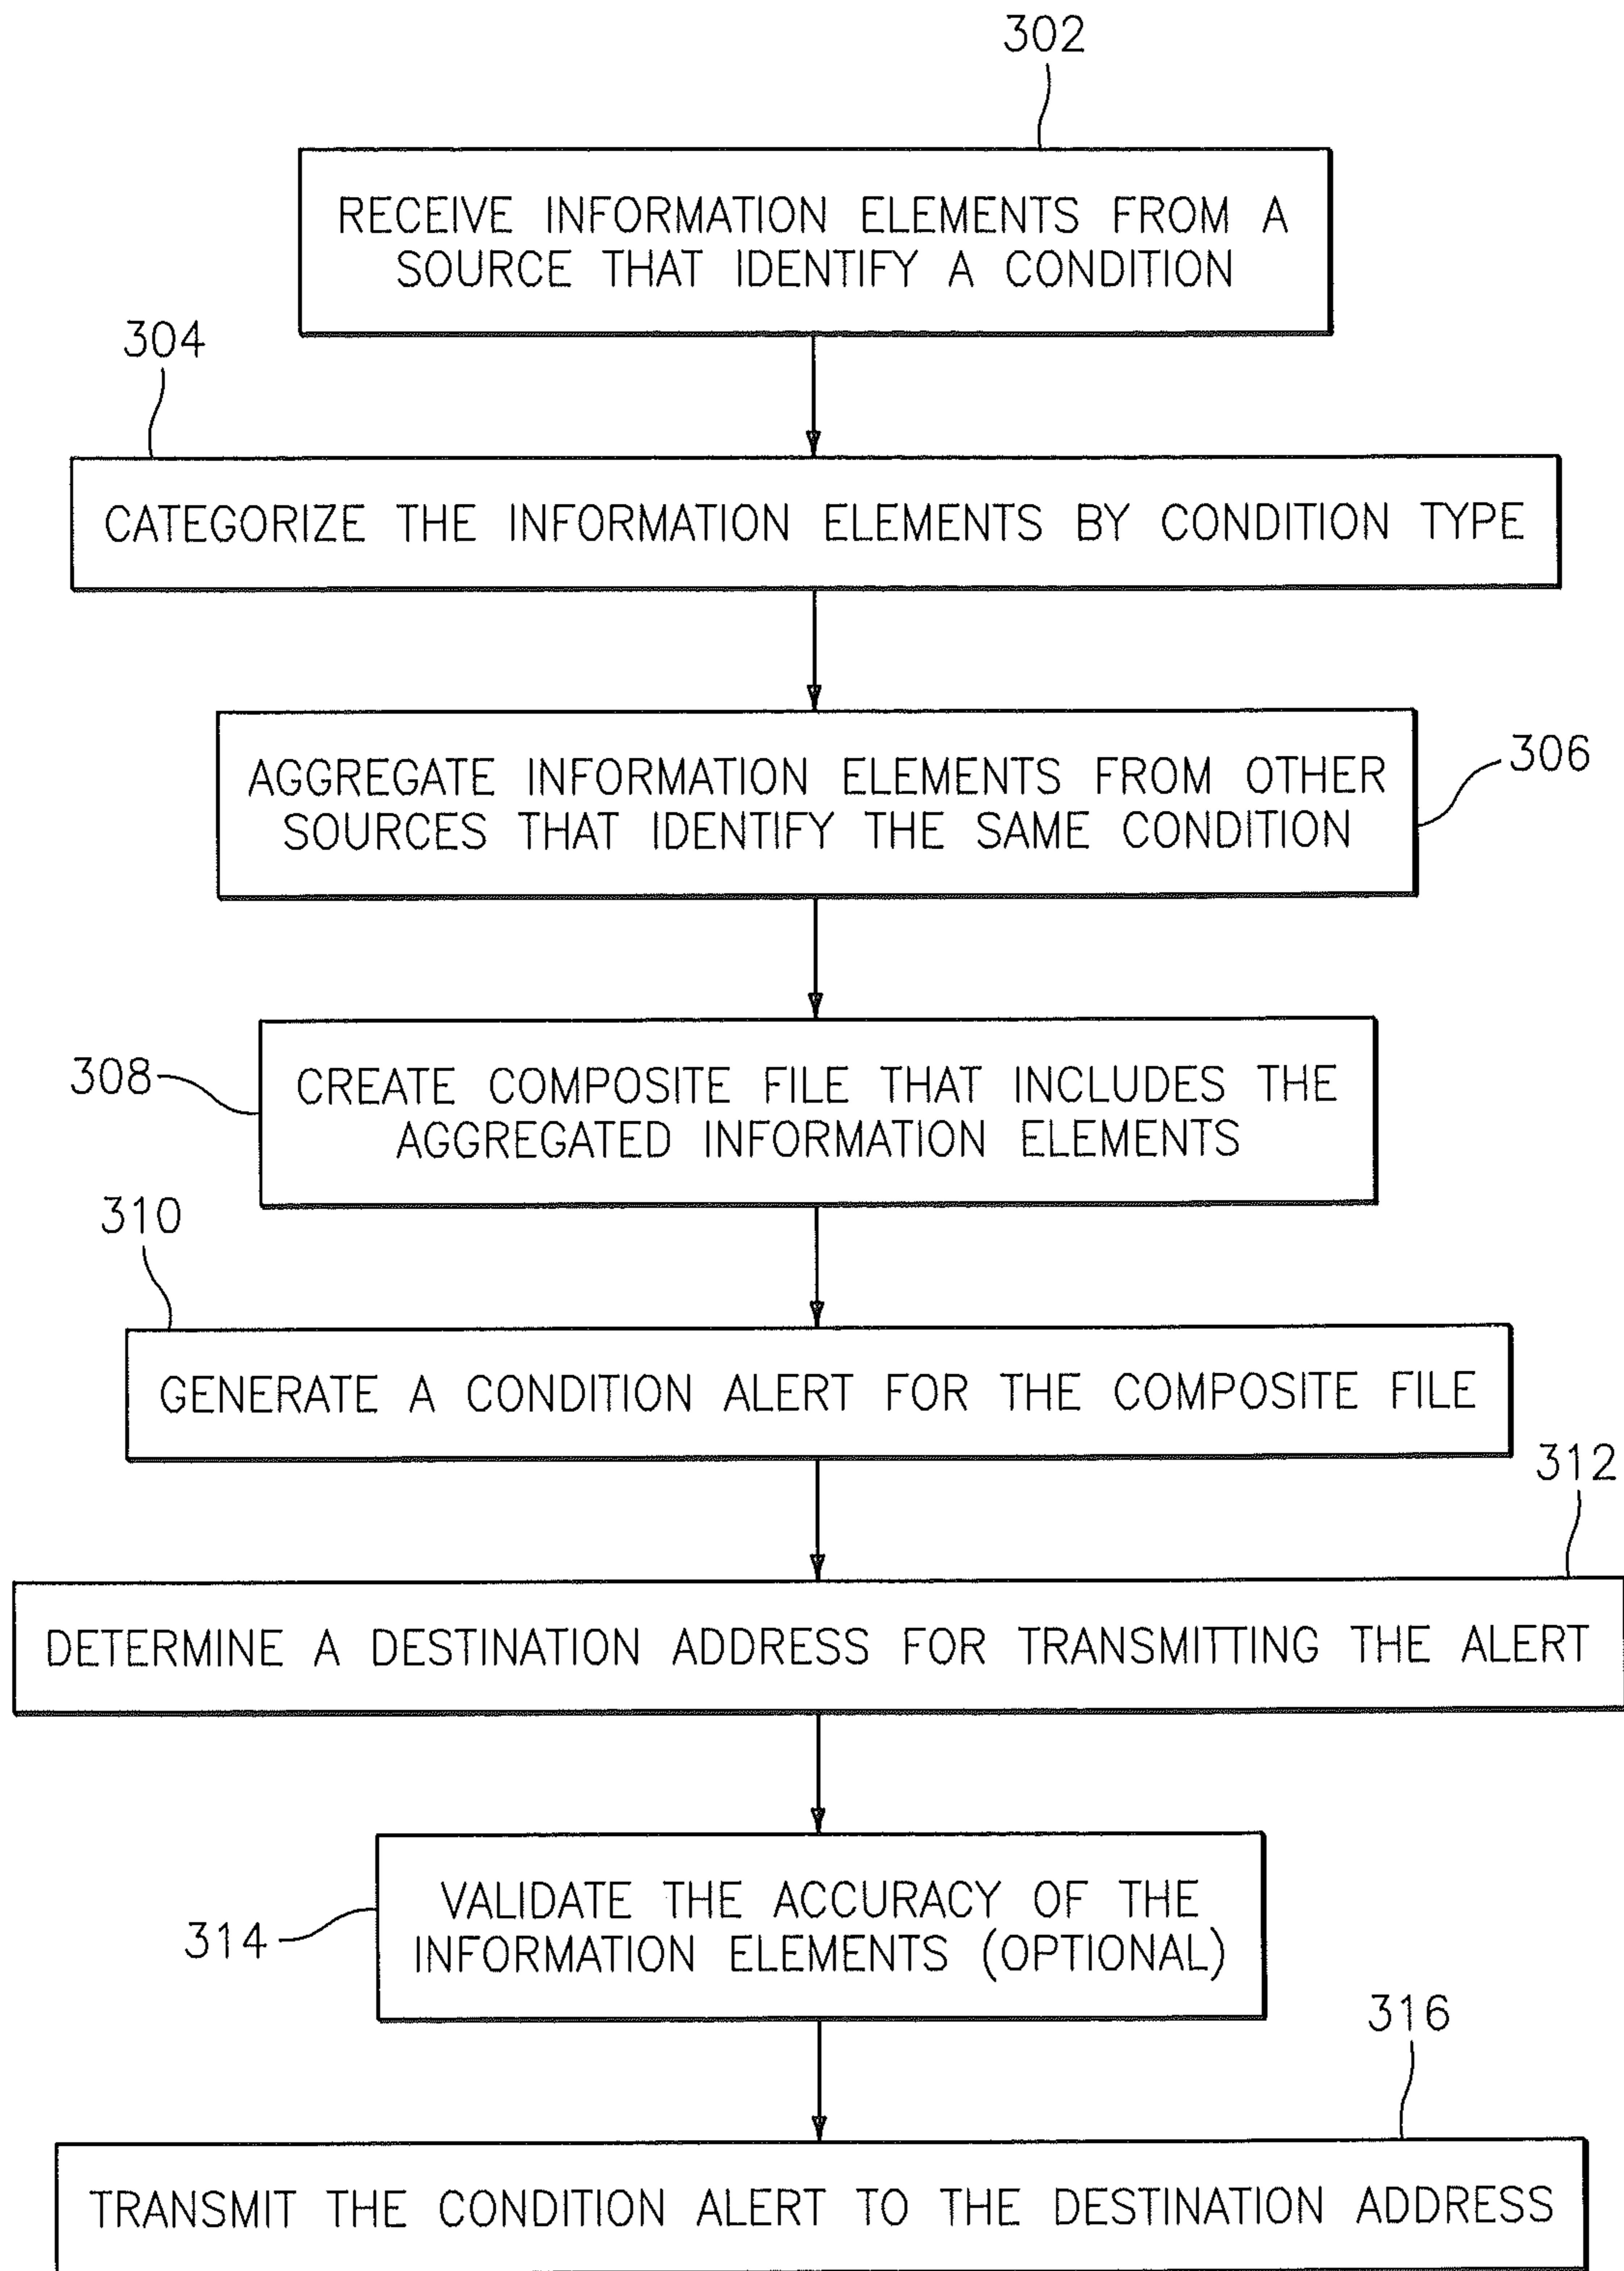 302
RECEIVE INFORMATION ELEMENTS FROM A
SOURCE THAT IDENTIFY A CONDITION
304
CATEGORIZE THE INFORMATION ELEMENTS BY CONDITION TYPE
AGGREGATE INFORMATION ELEMENTS FROM OTHER
SOURCES THAT IDENTIFY THE SAME CONDITION
306
308
CREATE COMPOSITE FILE THAT INCLUDES THE
AGGREGATED INFORMATION ELEMENTS
310
GENERATE A CONDITION ALERT FOR THE COMPOSITE FILE
312
DETERMINE A DESTINATION ADDRESS FOR TRANSMITTING THE ALERT
314
VALIDATE THE ACCURACY OF THE
INFORMATION ELEMENTS (OPTIONAL)
316
TRANSMIT THE CONDITION ALERT TO THE DESTINATION ADDRESS